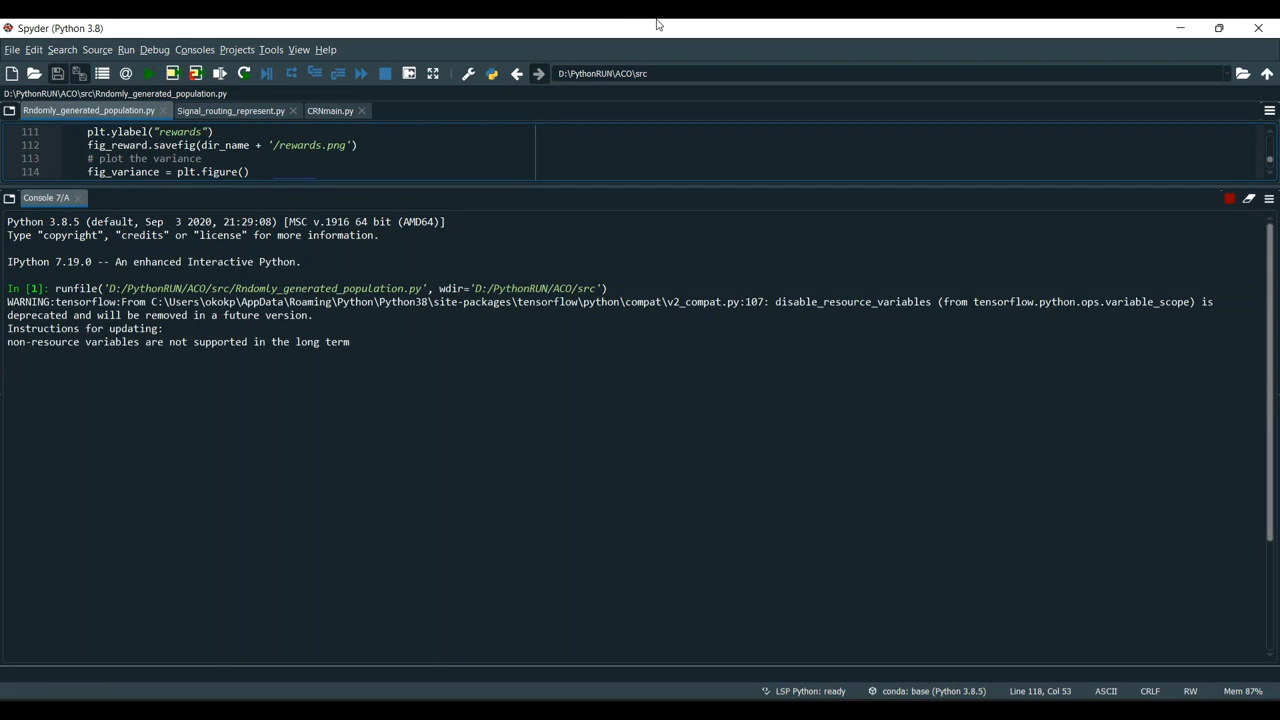 Spyder (Python 3.8)
File Edit Search Source Run Debug Consoles Projects Tools View Help
D:\PythonRUN\ACO\src
D:\PythonRUN\ACO\src\Rndomly_generated_population.py
Rndomly_generated_population.py Signal_routing_represent.py CRNmain.py
111 plt.ylabel("rewards")
112 fig_reward.savefig(dir_name + '/rewards.png')
113 # plot the variance
114 fig_variance = plt.figure()
Console 7/A
Python 3.8.5 (default, Sep  3 2020, 21:29:08) [MSC v.1916 64 bit (AMD64)]
Type "copyright", "credits" or "license" for more information.
IPython 7.19.0 -- An enhanced Interactive Python.
In [1]: runfile('D:/PythonRUN/ACO/src/Rndomly_generated_population.py', wdir='D:/PythonRUN/ACO/src')
WARNING:tensorflow:From C:\Users\okokp\AppData\Roaming\Python\Python38\site-packages\tensorflow\python\compat\v2_compat.py:107: disable_resource_variables (from tensorflow.python.ops.variable_scope) is
deprecated and will be removed in a future version.
Instructions for updating:
non-resource variables are not supported in the long term
LSP Python: ready conda: base (Python 3.8.5) Line 118, Col 53 ASCII CRLF RW Mem 87%